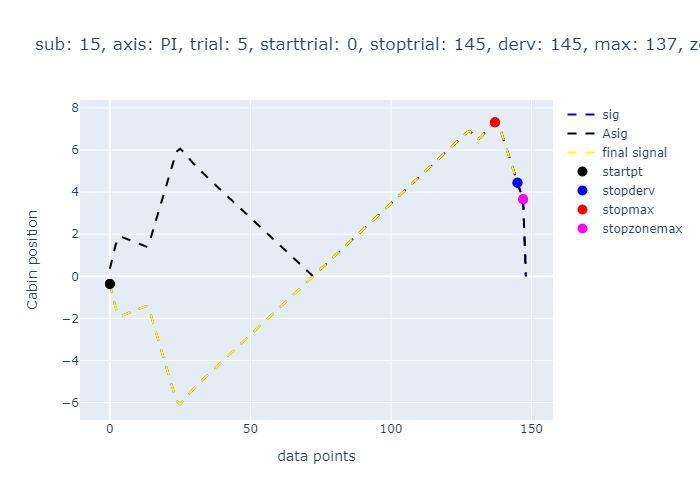 sub: 15, axis: PI, trial: 5, starttrial: 0, stoptrial: 145, derv: 145, max: 137,
8
6
4
2
0
−2
−4
−6
Cabin position
0
50
100
150
data points
sig
Asig
final signal
startpt
stopderv
stopmax
stopzonemax